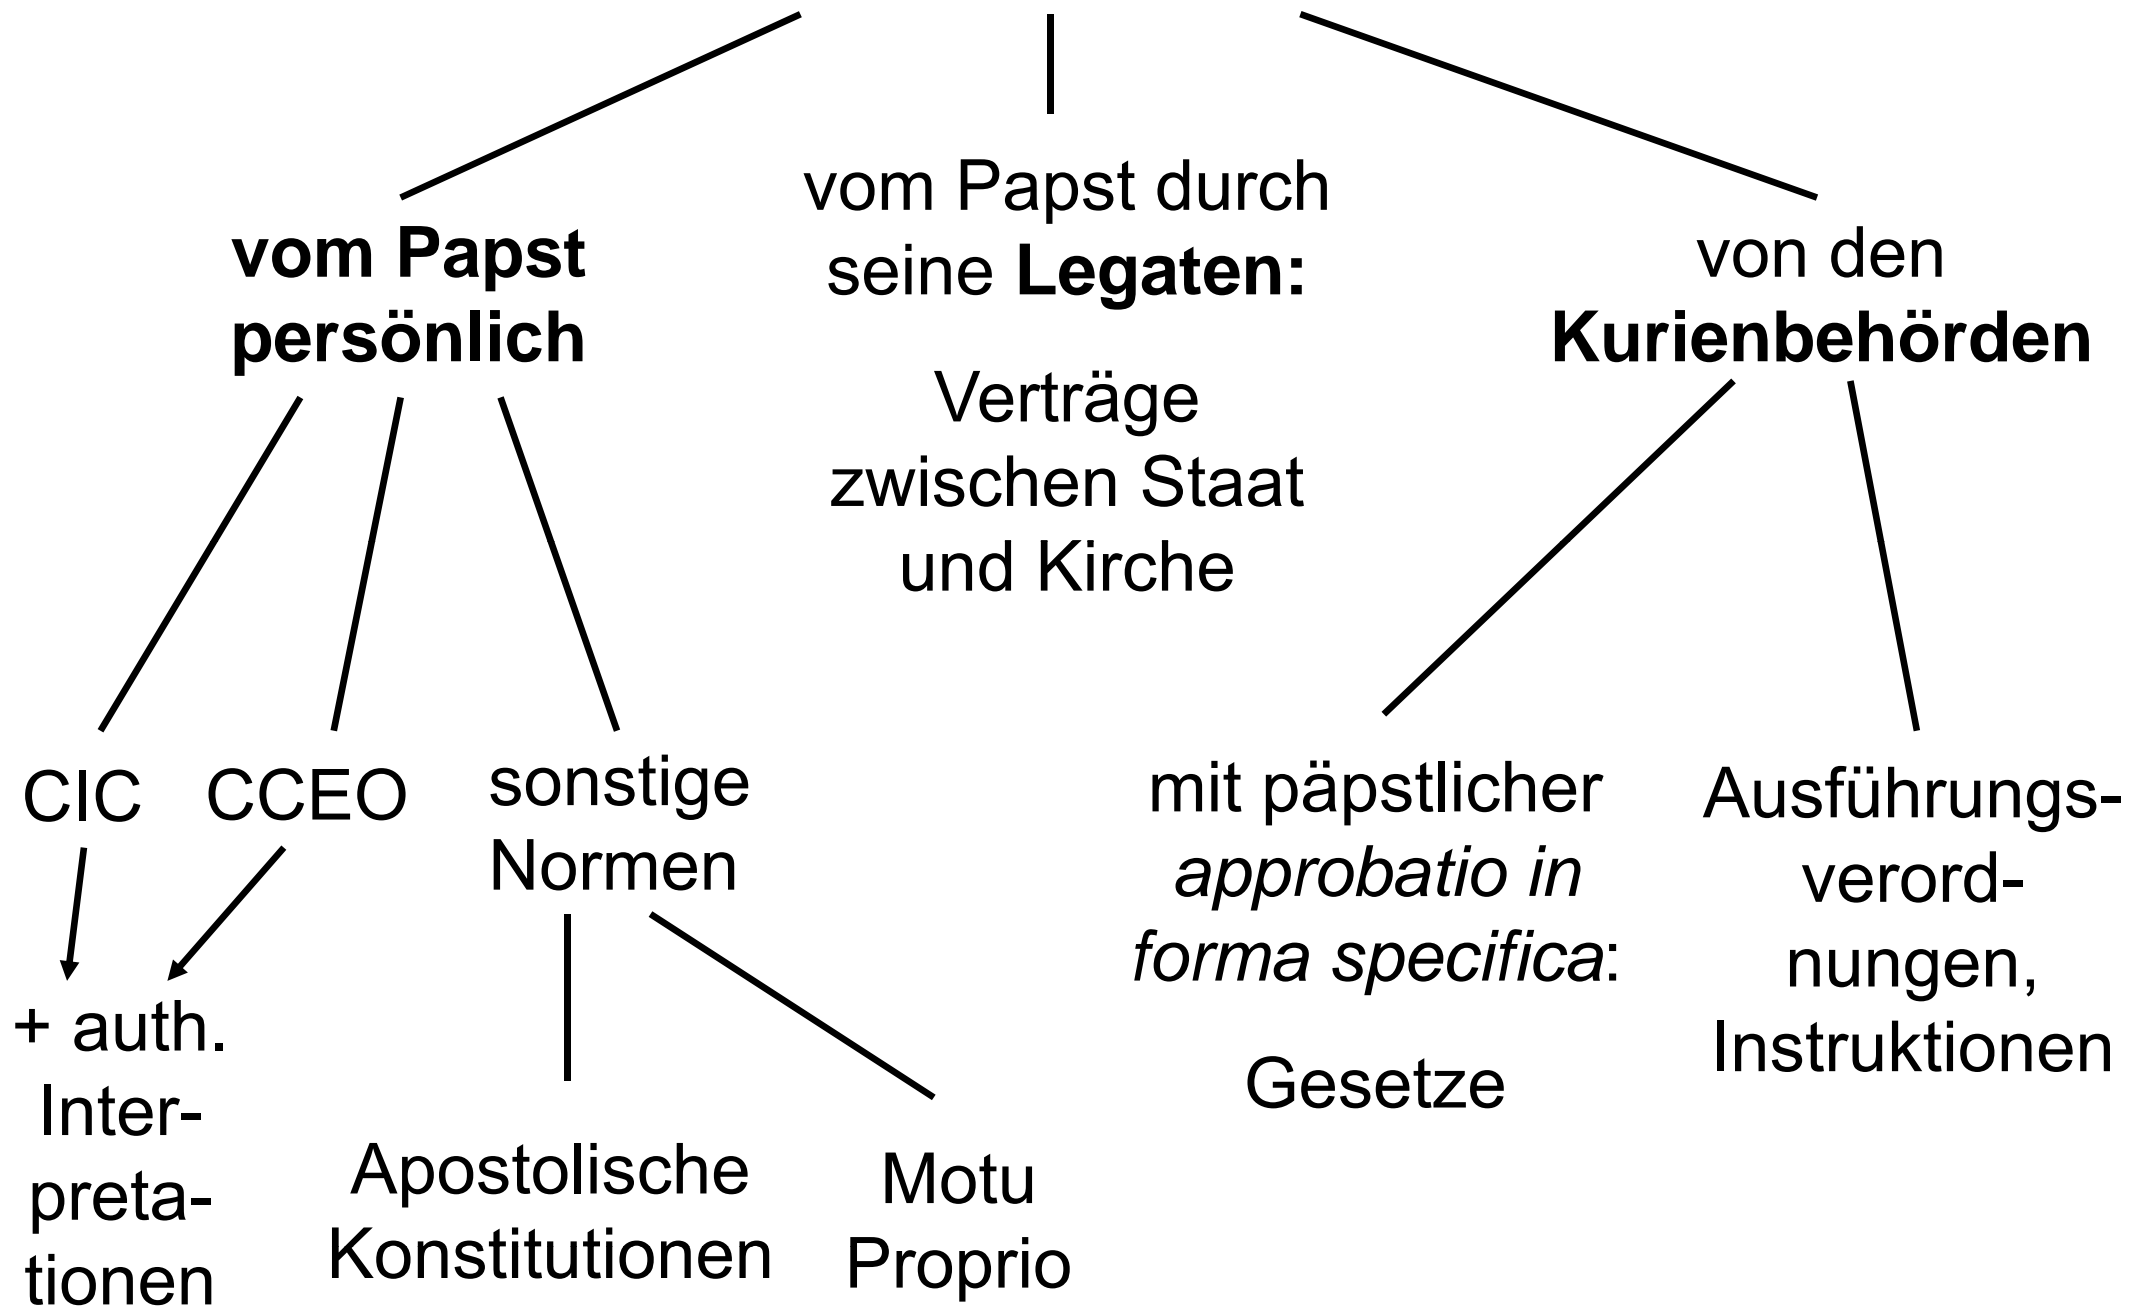 vom Papst
persönlich
vom Papst durch
seine Legaten:
Verträge
zwischen Staat
und Kirche
von den
Kurienbehörden
CIC
CCEO
sonstige
Normen
+ auth.
Inter-
preta-
tionen
Apostolische
Konstitutionen
Motu
Proprio
mit päpstlicher
approbatio in
forma specifica:
Gesetze
Ausführungs-
verord-
nungen,
Instruktionen